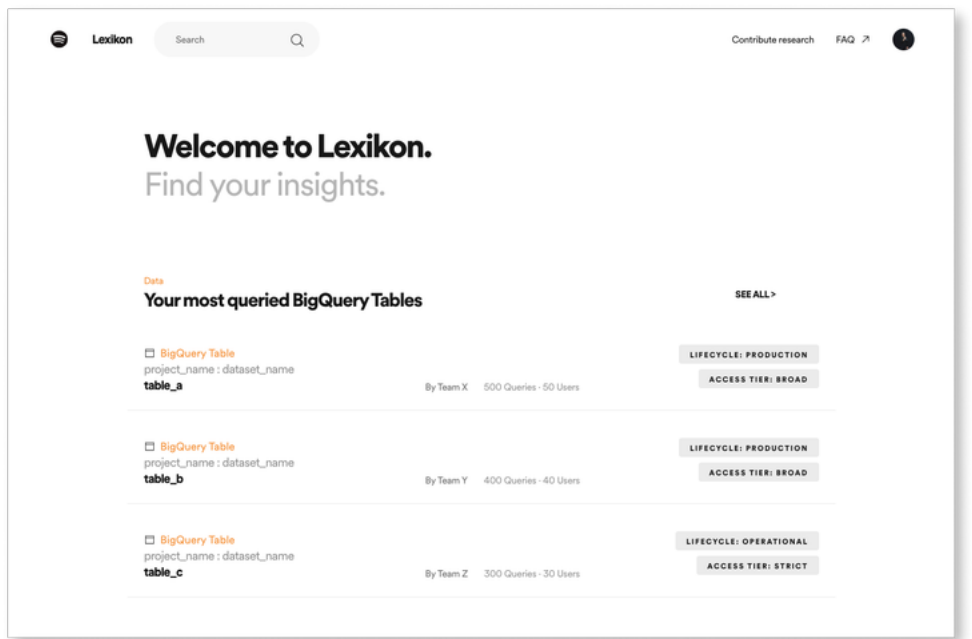 Lexikon Search Contribute research FAQ
Welcome to Lexikon.
Find your insights.
Data
Your most queried BigQuery Tables
SEE ALL >
BigQuery Table
project_name : dataset_name
table_a
By Team X 500 Queries - 50 Users
LIFECYCLE: PRODUCTION
ACCESS TIER: BROAD
BigQuery Table
project_name : dataset_name
table_b
By Team Y 400 Queries - 40 Users
LIFECYCLE: PRODUCTION
ACCESS TIER: BROAD
BigQuery Table
project_name : dataset_name
table_c
By Team Z 300 Queries - 30 Users
LIFECYCLE: OPERATIONAL
ACCESS TIER: STRICT